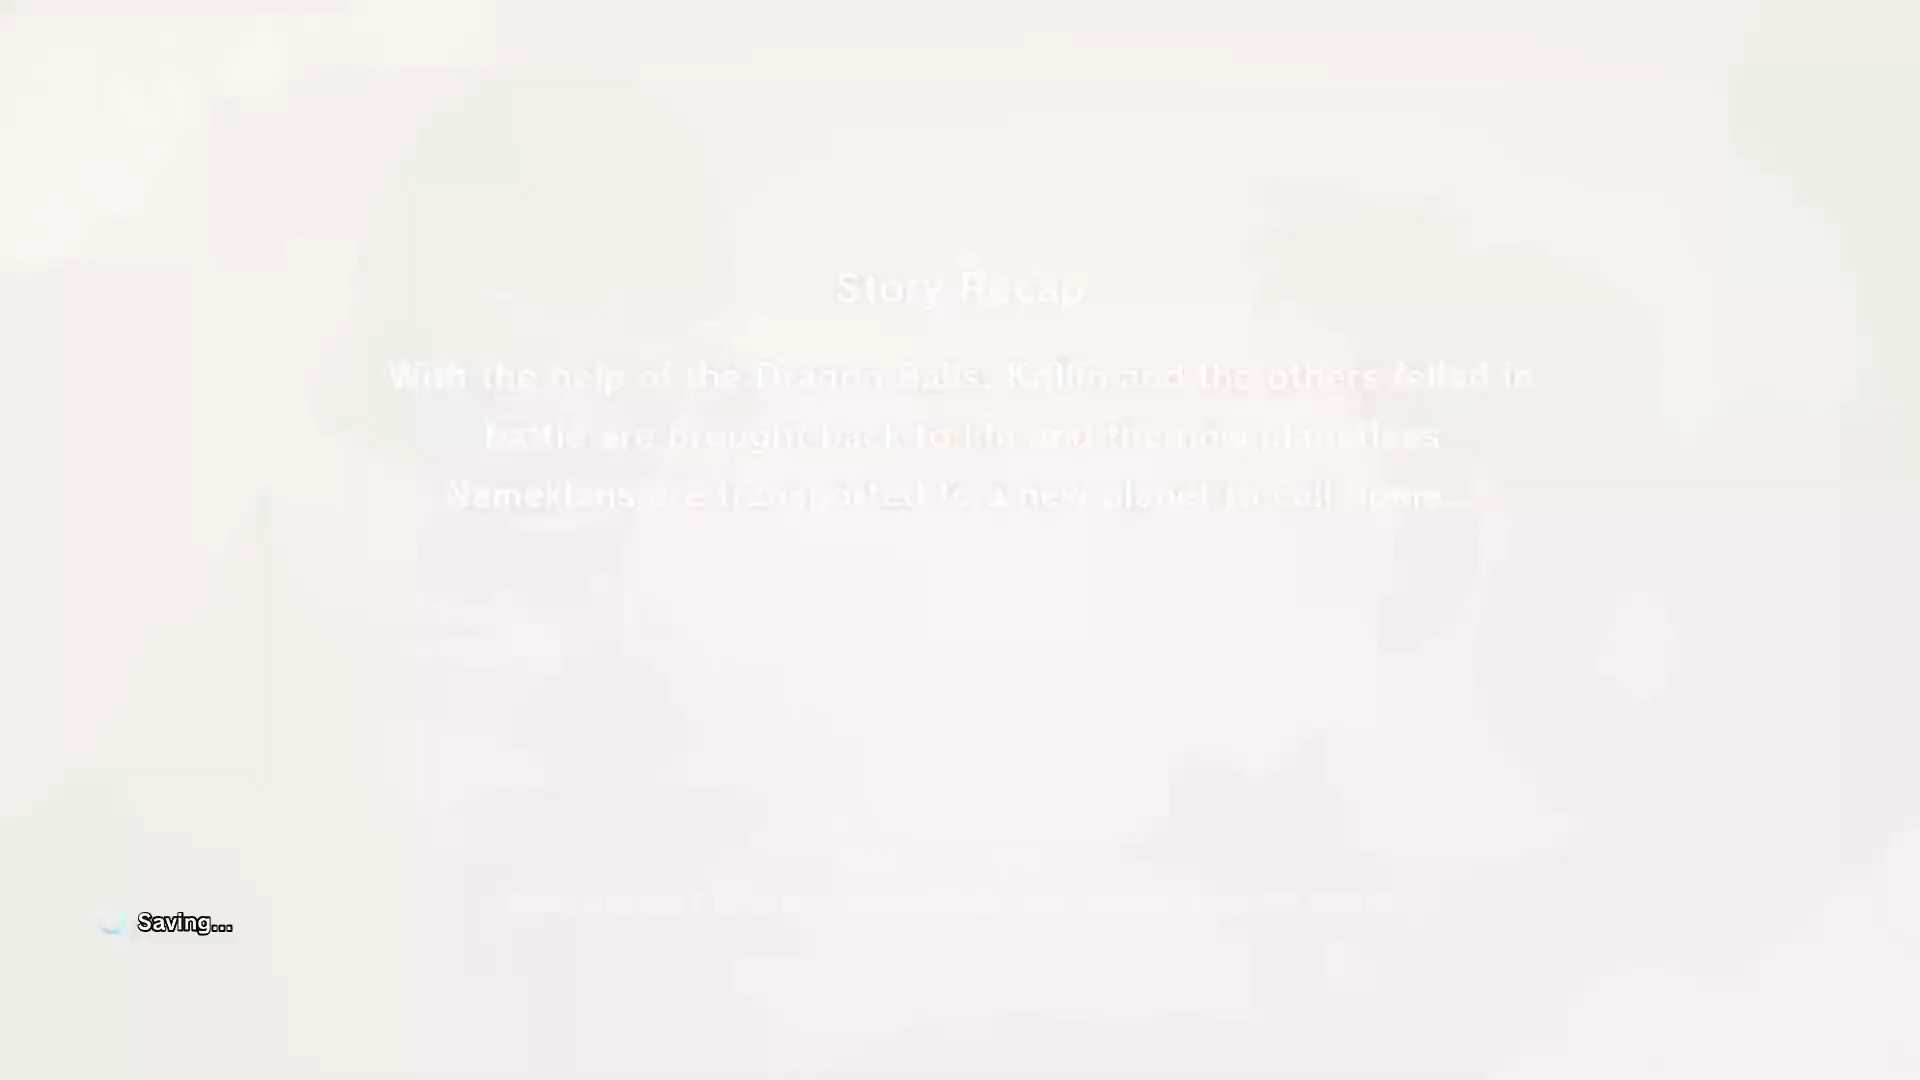 Story Recap
With the help of the Dragon Balls, Krillin and the others felled in
battle are brought back to life and the now planetless
Namekians are transported to a new planet to call home...
Saving...